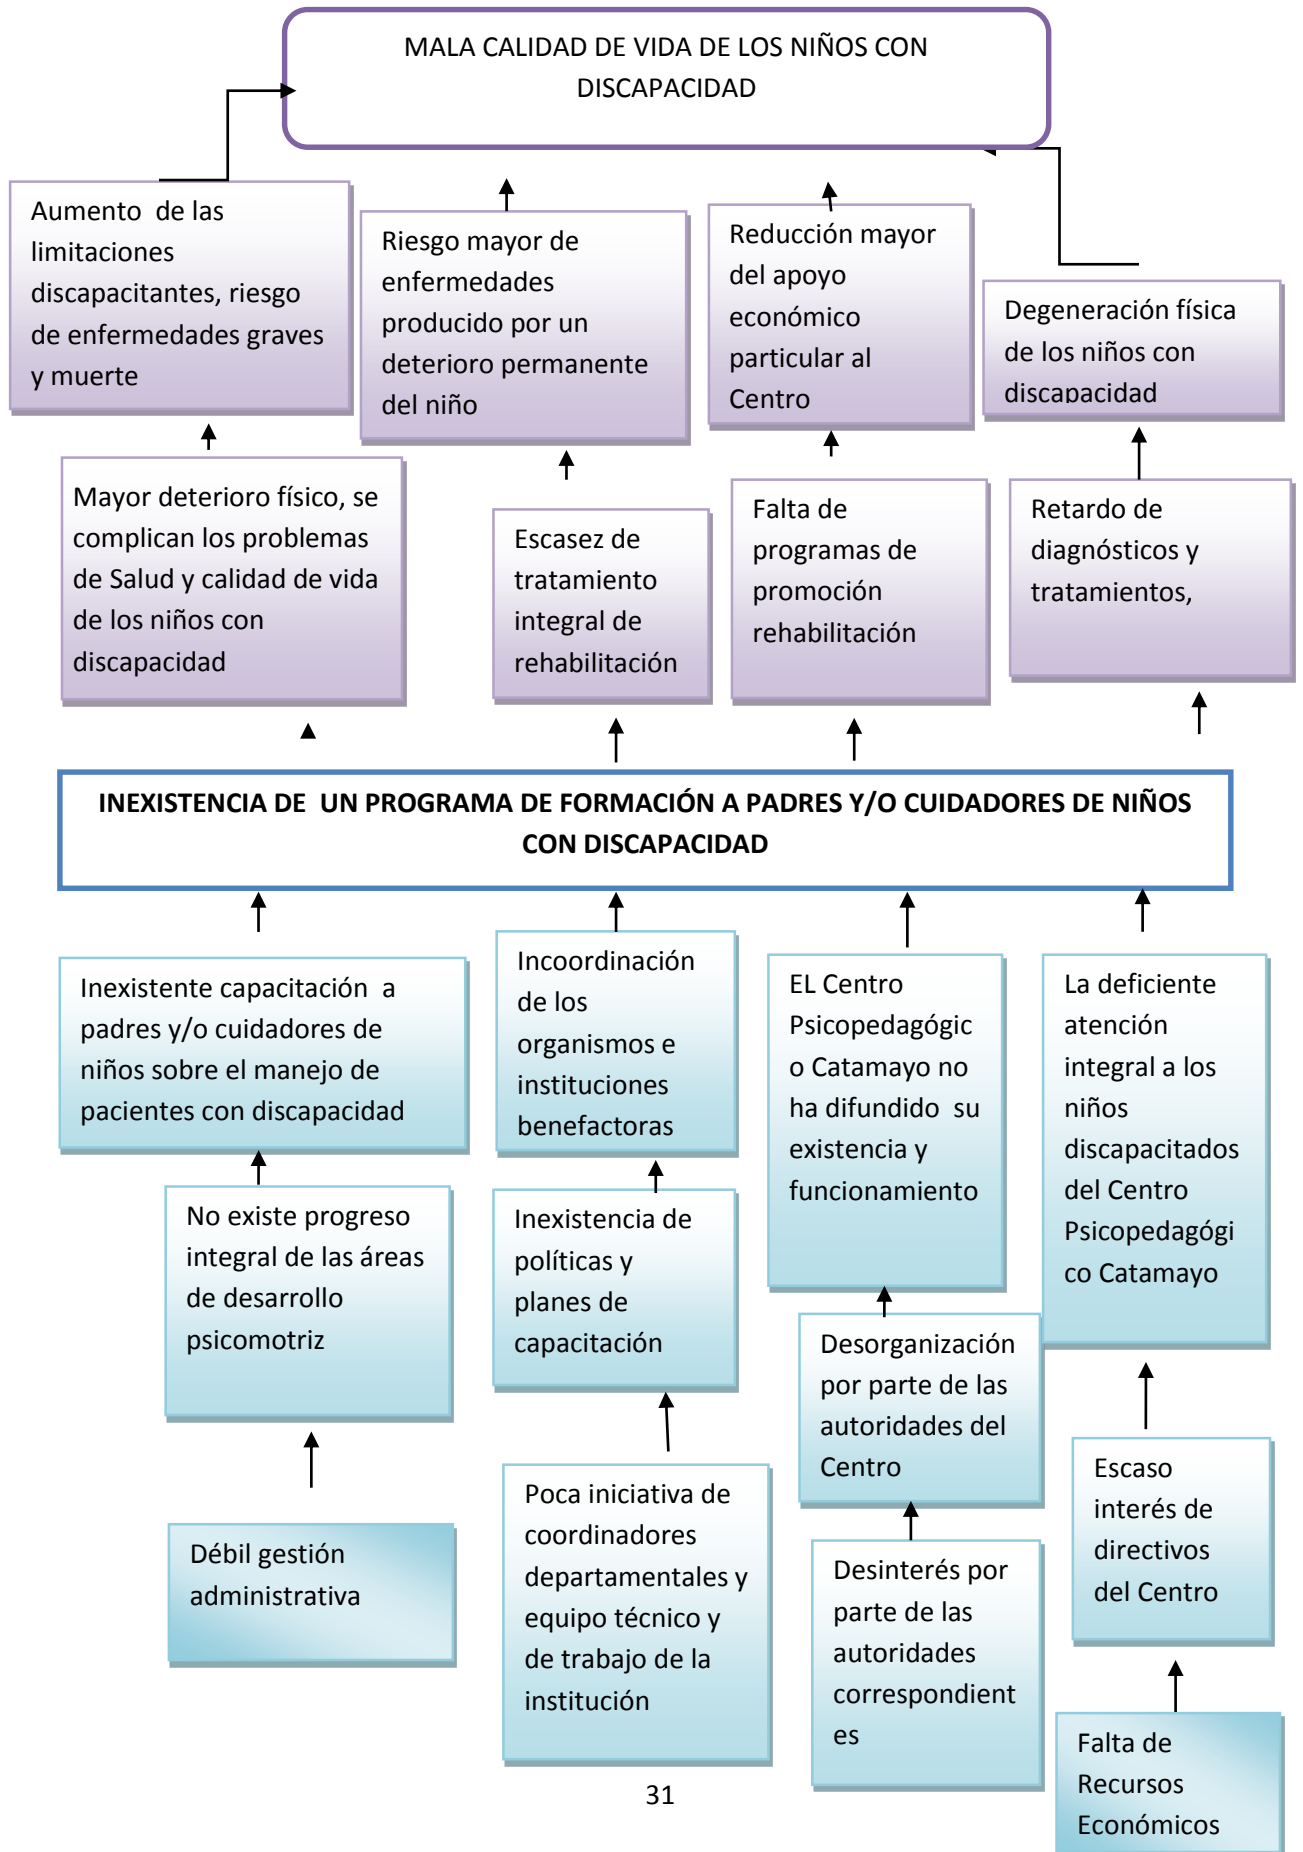 MALA CALIDAD DE VIDA DE LOS NIÑOS CON
DISCAPACIDAD
Aumento de las
limitaciones
discapacitantes, riesgo
de enfermedades graves
y muerte
Riesgo mayor de
enfermedades
producido por un
deterioro permanente
del niño
Reducción mayor
del apoyo
económico
particular al
Centro
Degeneración física
de los niños con
discapacidad
Mayor deterioro físico, se
complican los problemas
de Salud y calidad de vida
de los niños con
discapacidad
Escasez de
tratamiento
integral de
rehabilitación
Falta de
programas de
promoción
rehabilitación
Retardo de
diagnósticos y
tratamientos,
INEXISTENCIA DE UN PROGRAMA DE FORMACIÓN A PADRES Y/O CUIDADORES DE NIÑOS
CON DISCAPACIDAD
Inexistente capacitación a
padres y/o cuidadores de
niños sobre el manejo de
pacientes con discapacidad
Incoordinación
de los
organismos e
instituciones
benefactoras
EL Centro
Psicopedagógic
o Catamayo no
ha difundido su
existencia y
funcionamiento
La deficiente
atención
integral a los
niños
discapacitados
del Centro
Psicopedagógi
co Catamayo
No existe progreso
integral de las áreas
de desarrollo
psicomotriz
Inexistencia de
políticas y
planes de
capacitación
Desorganización
por parte de las
autoridades del
Centro
Escaso
interés de
directivos
del Centro
Débil gestión
administrativa
Poca iniciativa de
coordinadores
departamentales y
equipo técnico y
de trabajo de la
institución
Desinterés por
parte de las
autoridades
correspondient
es
Falta de
Recursos
Económicos
31